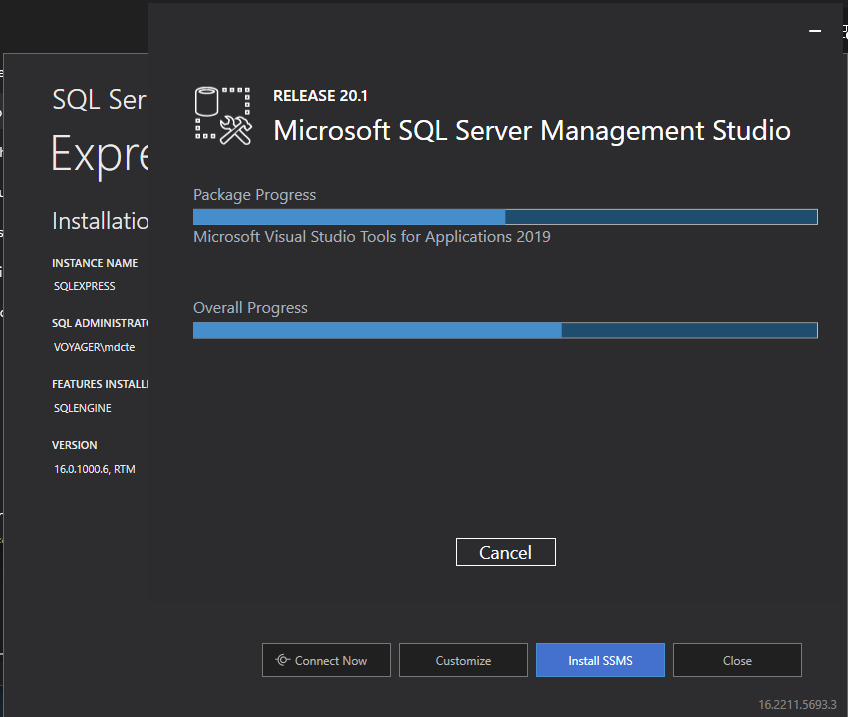 RELEASE 20.1
Microsoft SQL Server Management Studio
Package Progress
Microsoft Visual Studio Tools for Applications 2019
Overall Progress
Cancel
SQL Ser
Expre
Installatio
INSTANCE NAME
SQLEXPRESS
SQL ADMINISTRATO
VOYAGER\mdcte
FEATURES INSTALL
SQLENGINE
VERSION
16.0.1000.6, RTM
Connect Now
Customize
Install SSMS
Close
16.2211.5693.3